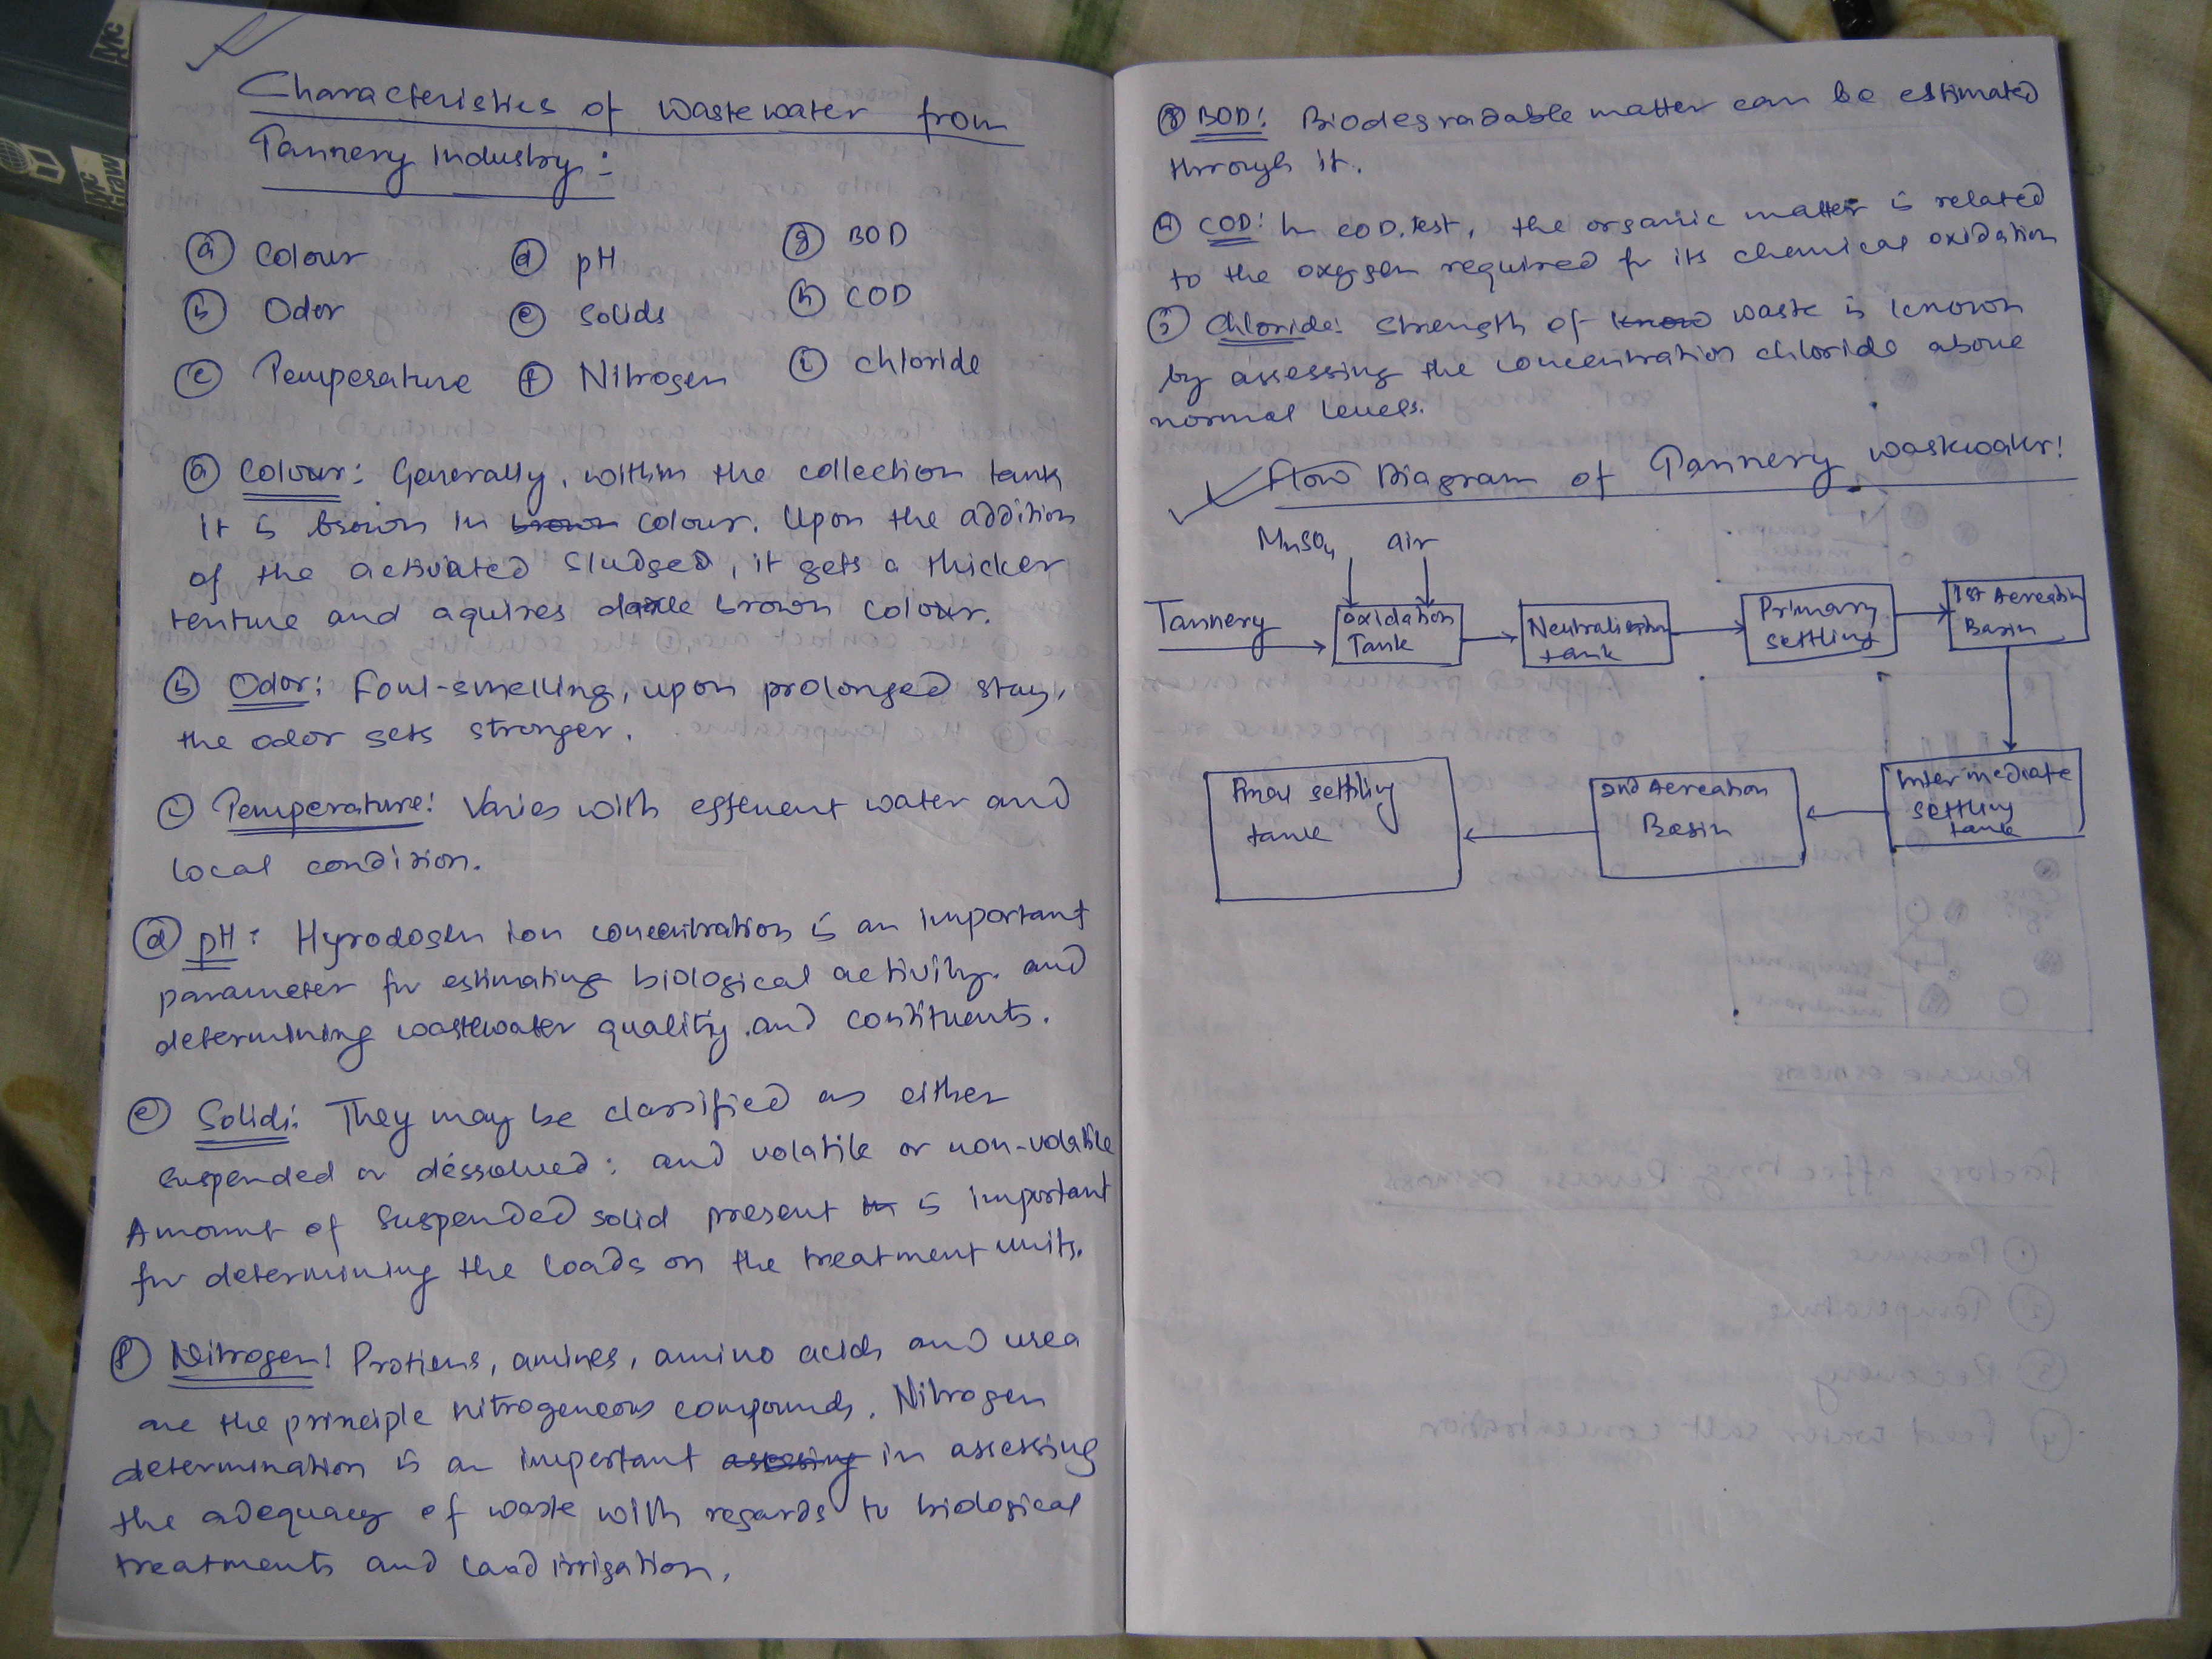 Characteristics of wastewater from
Tannery Industry:
(a) Colour (d) pH (g) BOD
(b) Odor (e) Solids (h) COD
(c) Temperature (f) Nitrogen (i) chloride
(a) Colour: Generally, within the collection tank
it is brown in brown colour. Upon the addition
of the activated Sludged, it gets a thicker
texture and aquires dark brown colour.
(b) Odor: Foul-smelling, upon prolonged stay,
the odor gets stronger.
(c) Temperature: Varies with effluent water and
local condition.
(d) pH: Hyrodogen ion concentration is an important
parameter for estimating biological activity. and
determining wastewater quality. and constituents.
(e) Solids: They may be classified as either
suspended or dissolved: and volatile or non-volatile
Amount of Suspended solid present is important
for determining the loads on the treatment units.
(f) Nitrogen: Protiens, amines, amino acids and urea
are the principle nitrogeneous compounds. Nitrogen
determination is an important assessing in assessing
the adequacy of waste with regards to biological
treatments and land irrigation.
(g) BOD: Biodegradable matter can be estimated
through it.
(h) COD: In COD.test, the organic matter is related
to the oxygen required for its chemical oxidation
Chloride: Strength of know waste is known
by assessing the concentration chloride above
normal levels.
Flow Diagram of Tannery wastewater:
MnSO4 air
Tannery
Oxidation
Tank
Neutralisation
tank
Primary
settling
1st Aereation
Basin
Intermediate
settling
tank
2nd Aereation
Basin
Final settling
tank
Mc
Graw